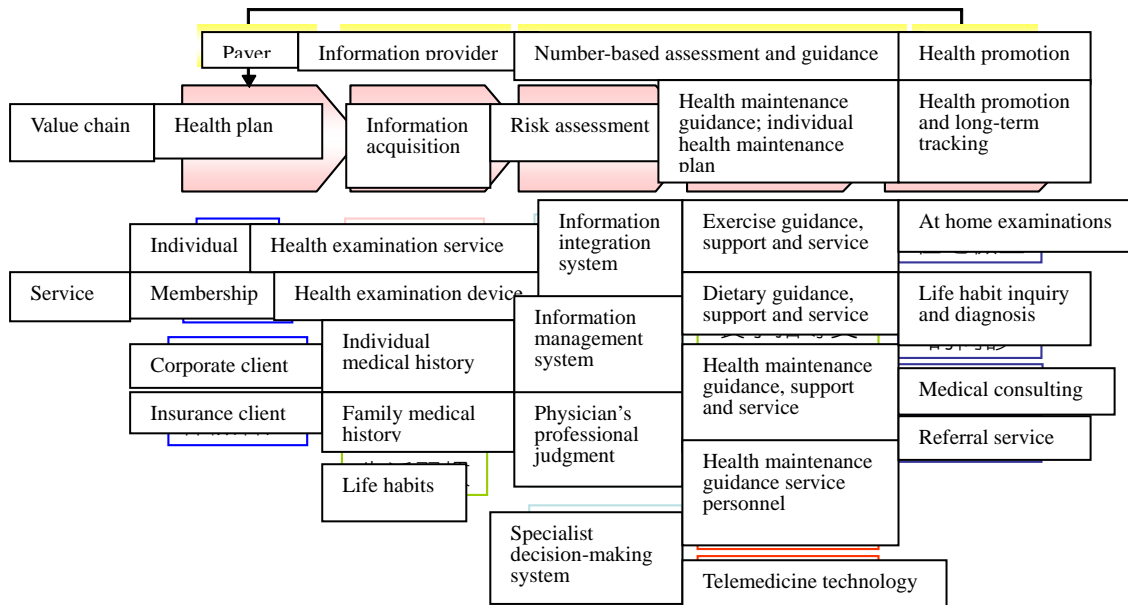 Payer
Information provider
Number-based assessment and guidance
Health promotion
Value chain
Health plan
Information
acquisition
Risk assessment
Health maintenance
guidance; individual
health maintenance
plan
Health promotion
and long-term
tracking
Service
Individual
Membership
Corporate client
Insurance client
Health examination service
Health examination device
Individual
medical history
Family medical
history
Life habits
Information
integration
system
Information
management
system
Physician's
professional
judgment
Specialist
decision-making
system
Exercise guidance,
support and service
Dietary guidance,
support and service
Health maintenance
guidance, support
and service
Health maintenance
guidance service
personnel
Telemedicine technology
At home examinations
Life habit inquiry
and diagnosis
Medical consulting
Referral service